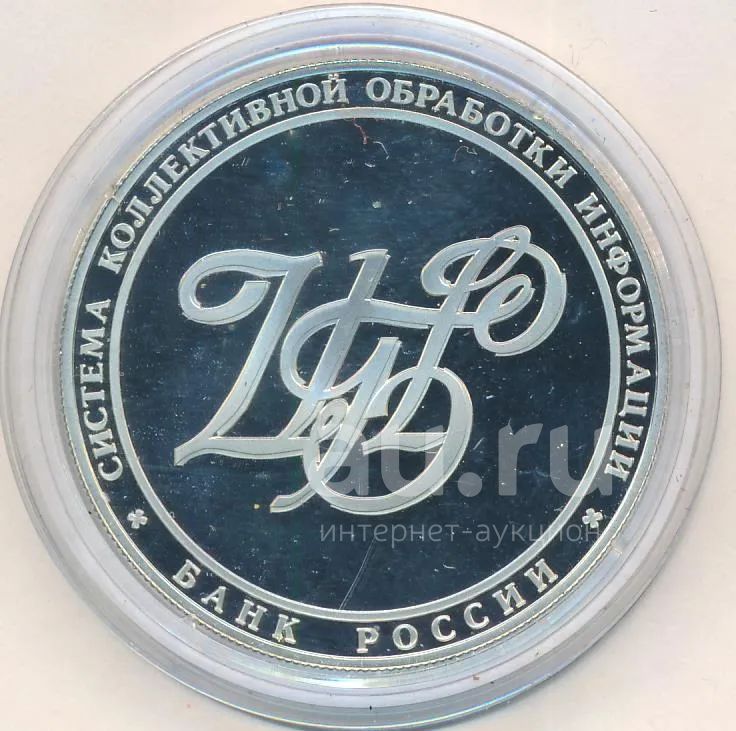 СИСТЕМА КОЛЛЕКТИВНОЙ ОБРАБОТКИ ИНФОРМАЦИИ
БАНК РОССИИ
au.ru
интернет-аукцион